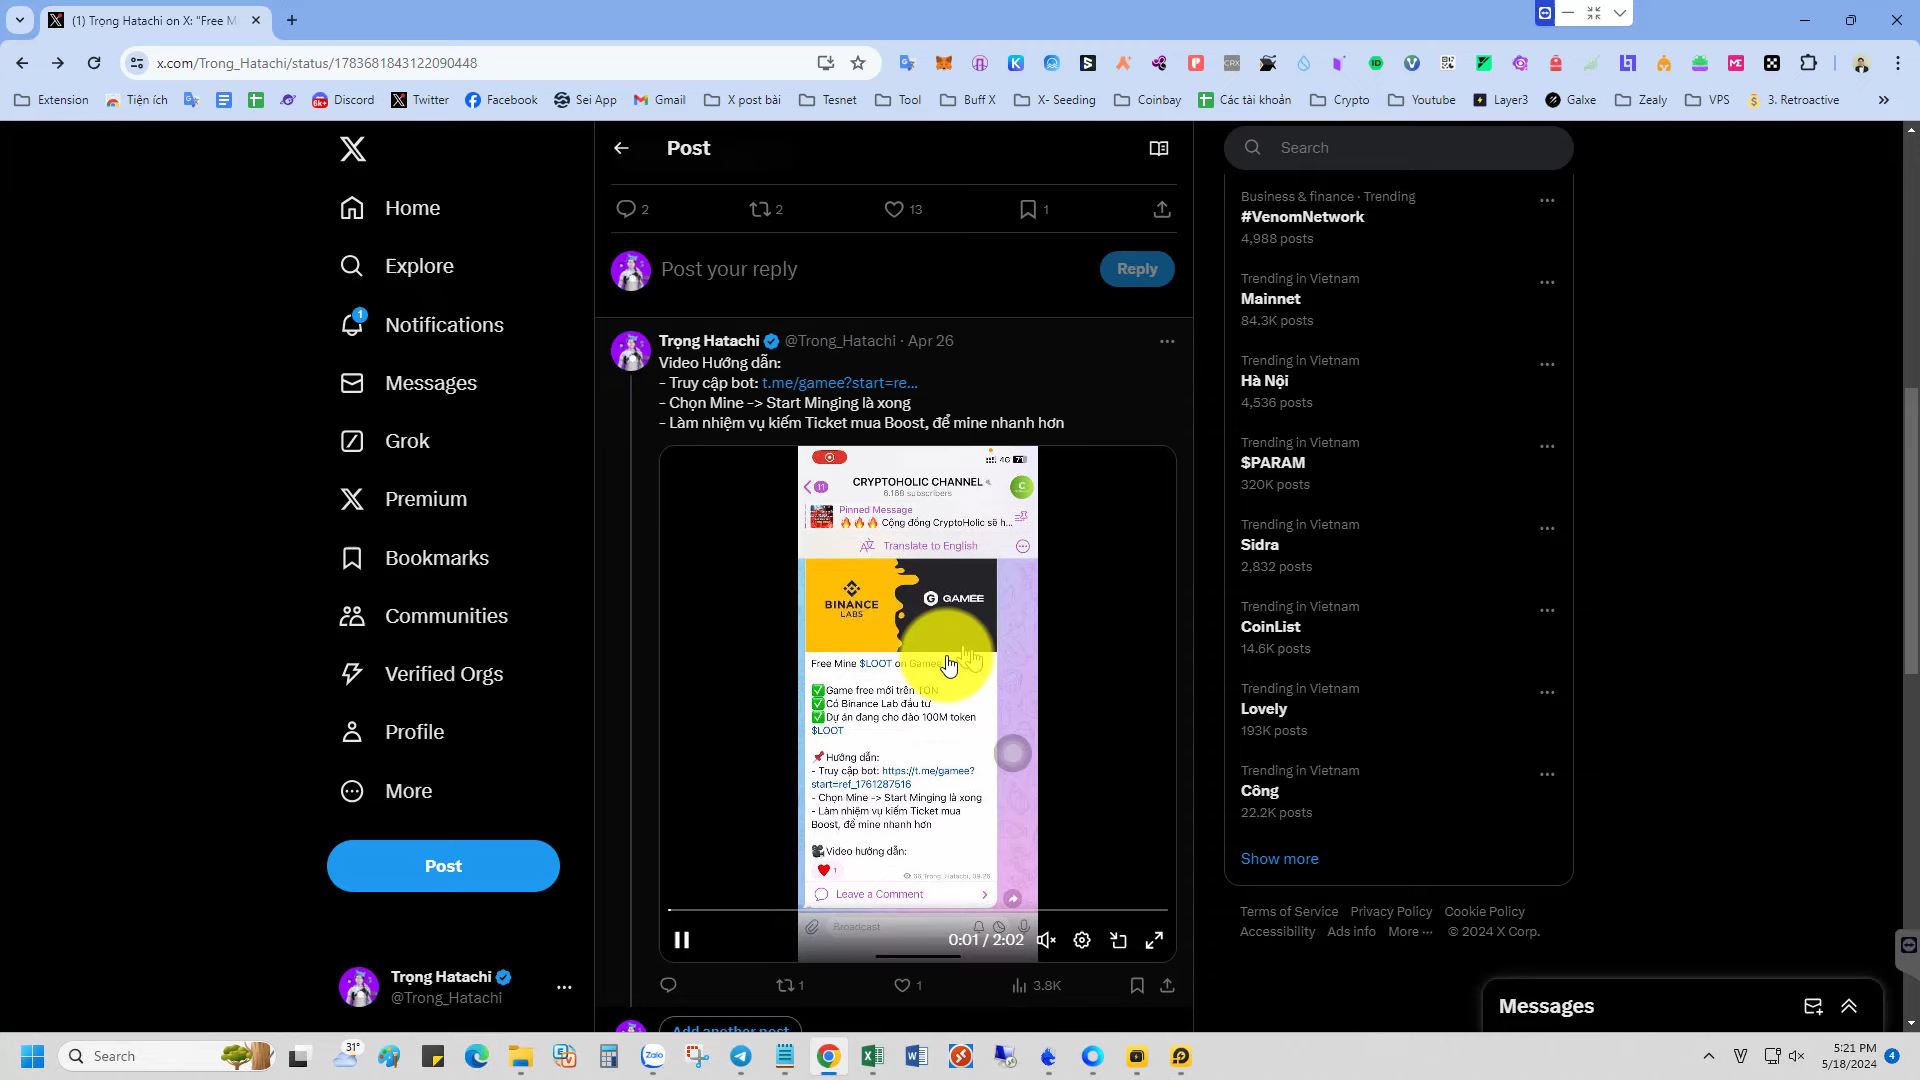 (1) Trọng Hatachi on X: "Free M
x.com/Trong_Hatachi/status/1783681843122090448
Extension
Tiện ích
Discord
Twitter
Facebook
Sei App
Gmail
X post bài
Tesnet
Tool
Buff X
X- Seeding
Coinbay
Các tài khoản
Crypto
Youtube
Layer3
Galxe
Zealy
VPS
3. Retroactive
Home
Explore
1
Notifications
Messages
Grok
Premium
Bookmarks
Communities
Verified Orgs
Profile
More
Post
Trọng Hatachi
@Trong_Hatachi
Post
2
2
13
1
Post your reply
Reply
Trọng Hatachi @Trong_Hatachi · Apr 26
Video Hướng dẫn:
- Truy cập bot: t.me/gamee?start=re...
- Chọn Mine -> Start Minging là xong
- Làm nhiệm vụ kiếm Ticket mua Boost, để mine nhanh hơn
4G 71
11
CRYPTOHOLIC CHANNEL
6.168 subscribers
C
Pinned Message
Cộng đồng CryptoHolic sẽ h...
Translate to English
BINANCE
LABS
GAMEE
Free Mine $LOOT on Gamee
Game free mới trên TON
Có Binance Lab đầu tư
Dự án đang cho đào 100M token
$LOOT
Hướng dẫn:
- Truy cập bot: https://t.me/gamee?
start=ref_1761287516
- Chọn Mine -> Start Minging là xong
- Làm nhiệm vụ kiếm Ticket mua
Boost, để mine nhanh hơn
Video hướng dẫn:
1
Trong_Hatachi, 09:26
Leave a Comment
Broadcast
0:01 / 2:02
1
1
3.8K
Add another post
Search
Business & finance · Trending
#VenomNetwork
4,988 posts
Trending in Vietnam
Mainnet
84.3K posts
Trending in Vietnam
Hà Nội
4,536 posts
Trending in Vietnam
$PARAM
320K posts
Trending in Vietnam
Sidra
2,832 posts
Trending in Vietnam
CoinList
14.6K posts
Trending in Vietnam
Lovely
193K posts
Trending in Vietnam
Công
22.2K posts
Show more
Terms of Service Privacy Policy Cookie Policy
Accessibility Ads info More ··· © 2024 X Corp.
Messages
Search
31°
Zalo
5:21 PM
5/18/2024
4